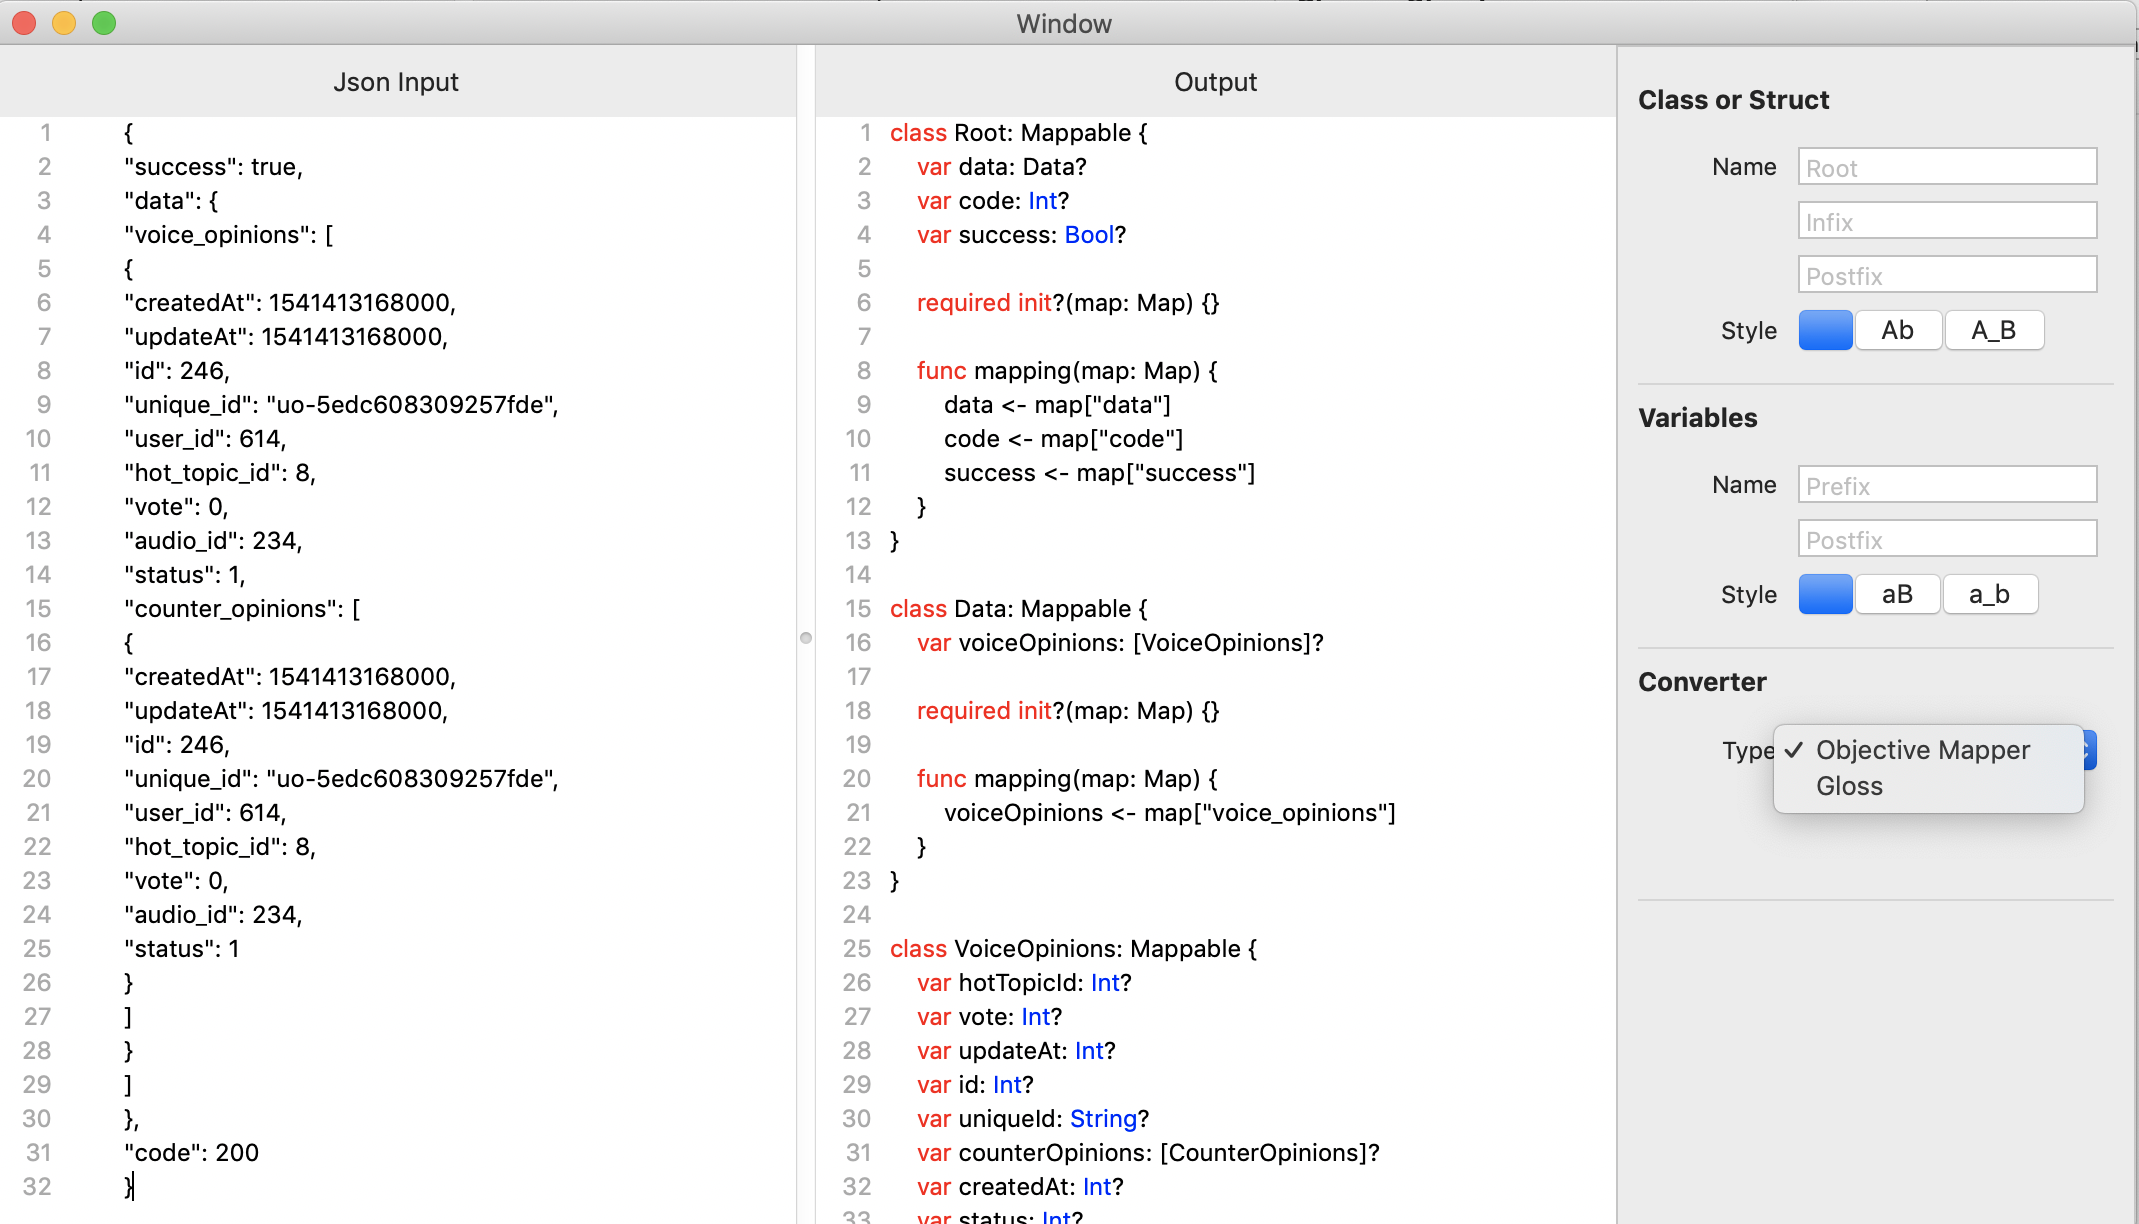 Window
Json Input
1 {
2 "success": true,
3 "data": {
4 "voice_opinions": [
5 {
6 "createdAt": 1541413168000,
7 "updateAt": 1541413168000,
8 "id": 246,
9 "unique_id": "uo-5edc608309257fde",
10 "user_id": 614,
11 "hot_topic_id": 8,
12 "vote": 0,
13 "audio_id": 234,
14 "status": 1,
15 "counter_opinions": [
16 {
17 "createdAt": 1541413168000,
18 "updateAt": 1541413168000,
19 "id": 246,
20 "unique_id": "uo-5edc608309257fde",
21 "user_id": 614,
22 "hot_topic_id": 8,
23 "vote": 0,
24 "audio_id": 234,
25 "status": 1
26 }
27 ]
28 }
29 ]
30 },
31 "code": 200
32 }
Output
1 class Root: Mappable {
2 var data: Data?
3 var code: Int?
4 var success: Bool?
5
6 required init?(map: Map) {}
7
8 func mapping(map: Map) {
9 data <- map["data"]
10 code <- map["code"]
11 success <- map["success"]
12 }
13 }
14
15 class Data: Mappable {
16 var voiceOpinions: [VoiceOpinions]?
17
18 required init?(map: Map) {}
19
20 func mapping(map: Map) {
21 voiceOpinions <- map["voice_opinions"]
22 }
23 }
24
25 class VoiceOpinions: Mappable {
26 var hotTopicId: Int?
27 var vote: Int?
28 var updateAt: Int?
29 var id: Int?
30 var uniqueId: String?
31 var counterOpinions: [CounterOpinions]?
32 var createdAt: Int?
33 var status: Int?
Class or Struct
Name Root
Infix
Postfix
Style Ab A_B
Variables
Name Prefix
Postfix
Style aB a_b
Converter
Type ✓ Objective Mapper
Gloss